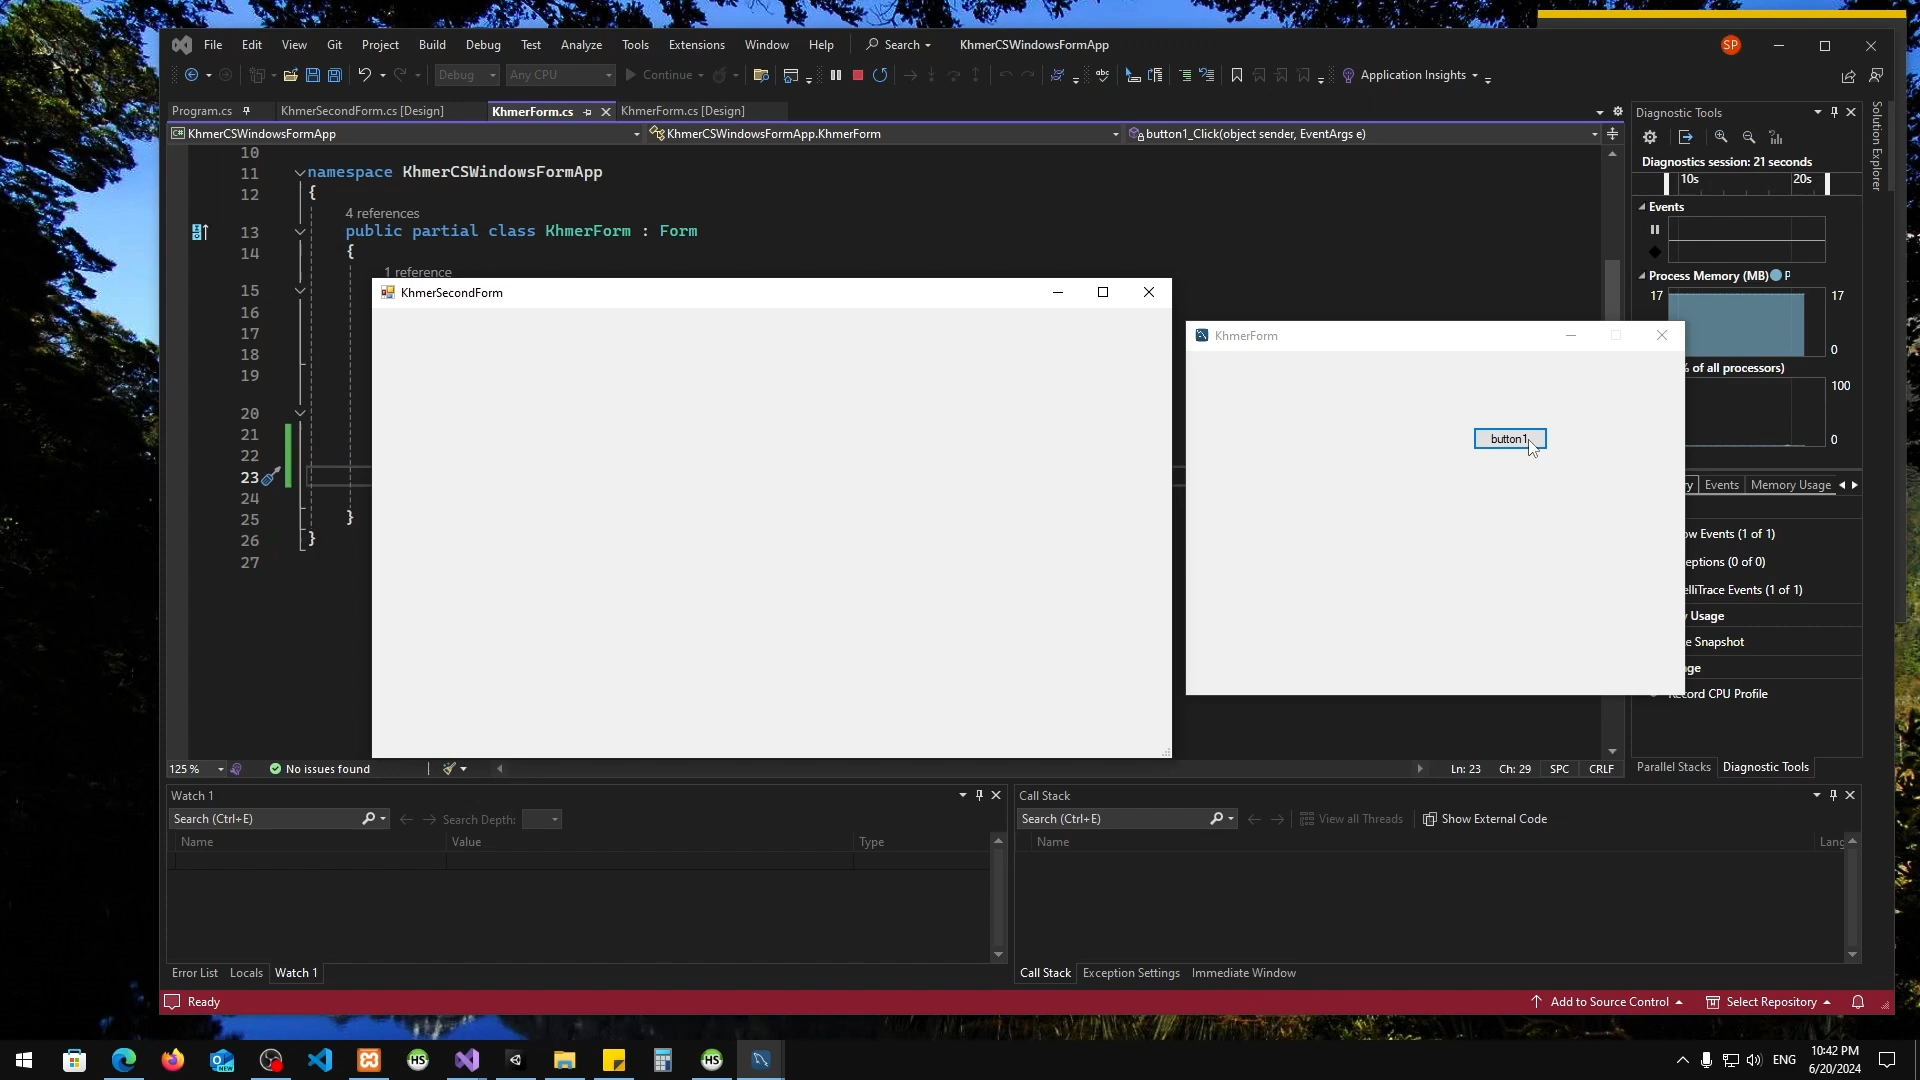 File Edit View Git Project Build Debug Test Analyze Tools Extensions Window Help Search KhmerCSWindowsFormApp SP
Debug Any CPU Continue Application Insights
Program.cs KhmerSecondForm.cs [Design] KhmerForm.cs KhmerForm.cs [Design]
KhmerCSWindowsFormApp KhmerCSWindowsFormApp.KhmerForm button1_Click(object sender, EventArgs e)
10
11 namespace KhmerCSWindowsFormApp
12 {
4 references
13 public partial class KhmerForm : Form
14 {
1 reference
15
16
17
18
19
20
21
22
23
24
25 }
26 }
27
KhmerSecondForm
KhmerForm
button1
Diagnostic Tools
Diagnostics session: 21 seconds
10s 20s
Events
Process Memory (MB) P
17 17
0
% of all processors)
100
0
ry Events Memory Usage
ow Events (1 of 1)
eptions (0 of 0)
elliTrace Events (1 of 1)
y Usage
e Snapshot
age
Record CPU Profile
Parallel Stacks Diagnostic Tools
Solution Explorer
125 % No issues found Ln: 23 Ch: 29 SPC CRLF
Watch 1
Search (Ctrl+E) Search Depth:
Name Value Type
Error List Locals Watch 1
Call Stack
Search (Ctrl+E) View all Threads Show External Code
Name Lang
Call Stack Exception Settings Immediate Window
Ready Add to Source Control Select Repository
ENG 10:42 PM
6/20/2024